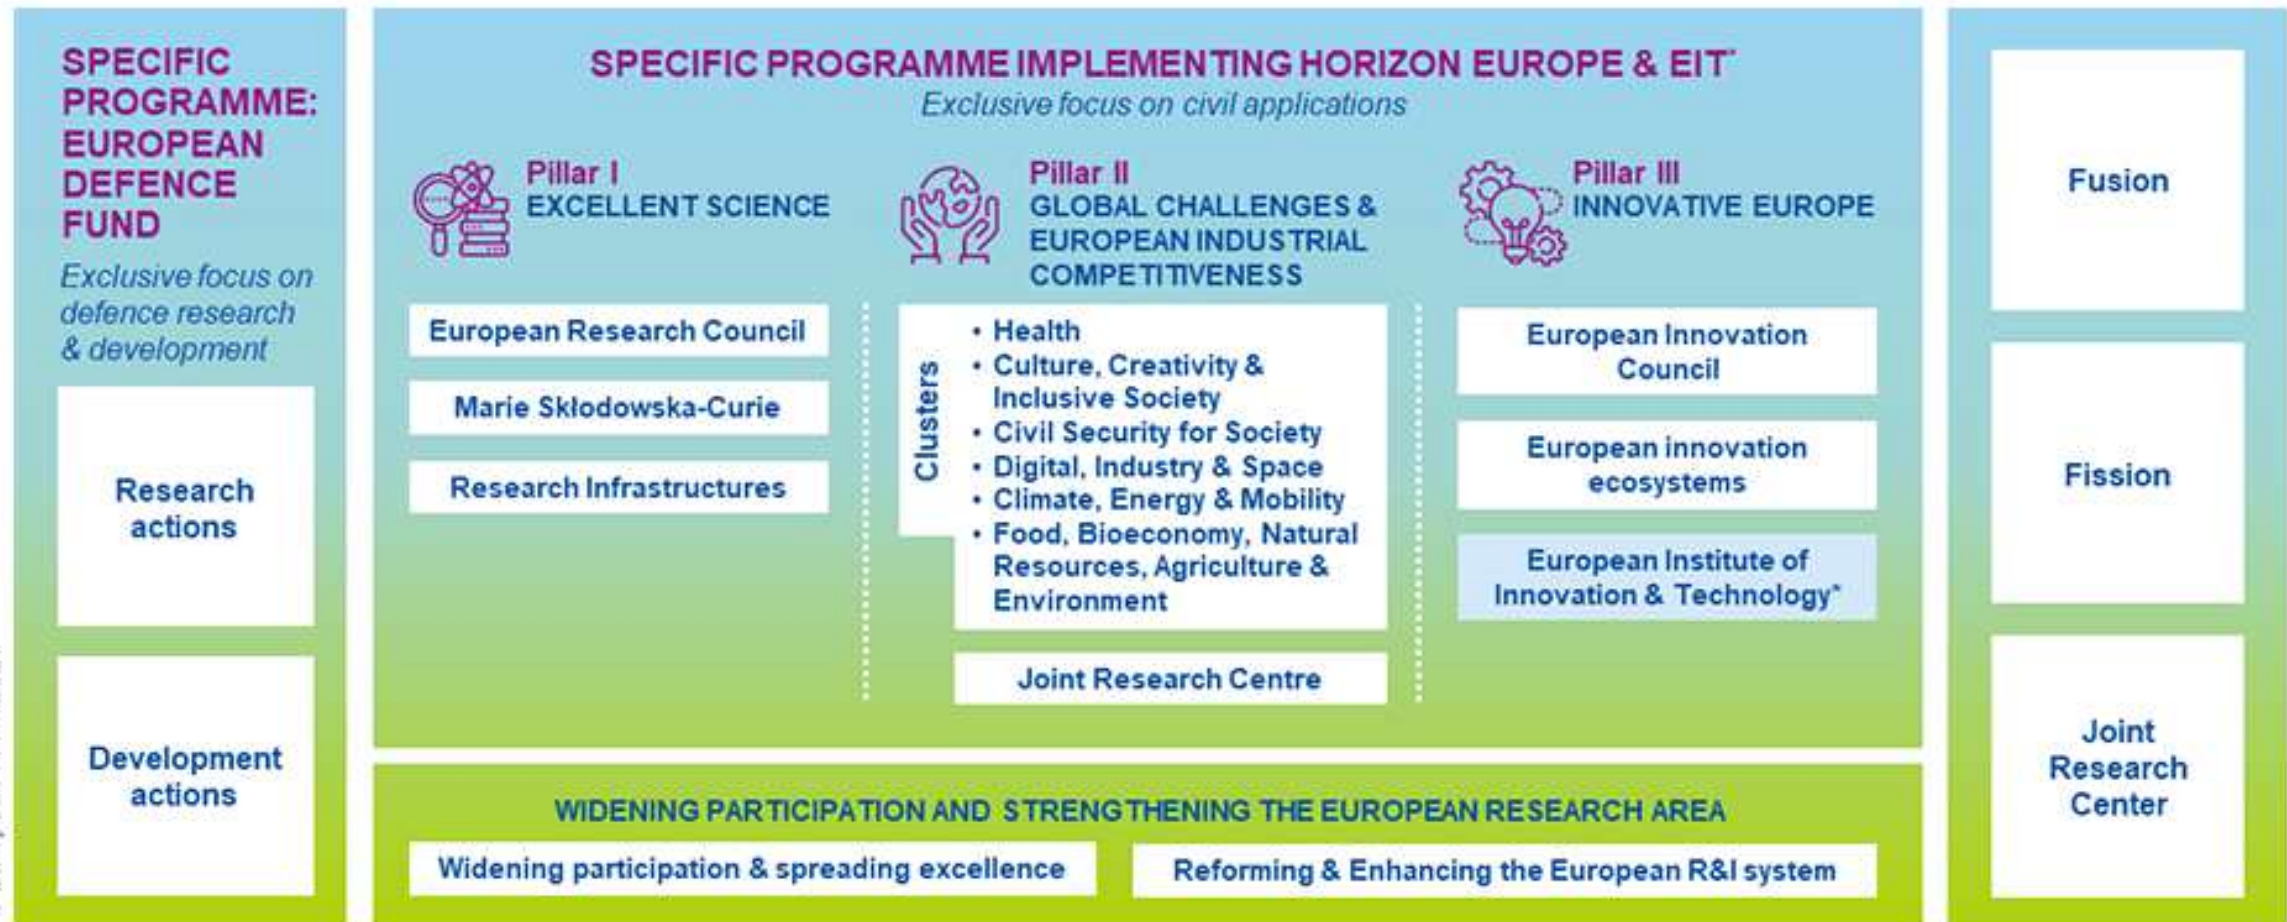 SPECIFIC
PROGRAMME:
EUROPEAN
DEFENCE
FUND
Exclusive focus on
defence research
& development
Research
actions
Development
actions
SPECIFIC PROGRAMME IMPLEMENTING HORIZON EUROPE & EIT*
Exclusive focus on civil applications
Pillar I
EXCELLENT SCIENCE
European Research Council
Marie Skłodowska-Curie
Research Infrastructures
Pillar II
GLOBAL CHALLENGES &
EUROPEAN INDUSTRIAL
COMPETITIVENESS
Clusters
• Health
• Culture, Creativity &
Inclusive Society
• Civil Security for Society
• Digital, Industry & Space
• Climate, Energy & Mobility
• Food, Bioeconomy, Natural
Resources, Agriculture &
Environment
Joint Research Centre
Pillar III
INNOVATIVE EUROPE
European Innovation
Council
European innovation
ecosystems
European Institute of
Innovation & Technology*
WIDENING PARTICIPATION AND STRENGTHENING THE EUROPEAN RESEARCH AREA
Widening participation & spreading excellence
Reforming & Enhancing the European R&I system
Fusion
Fission
Joint
Research
Center